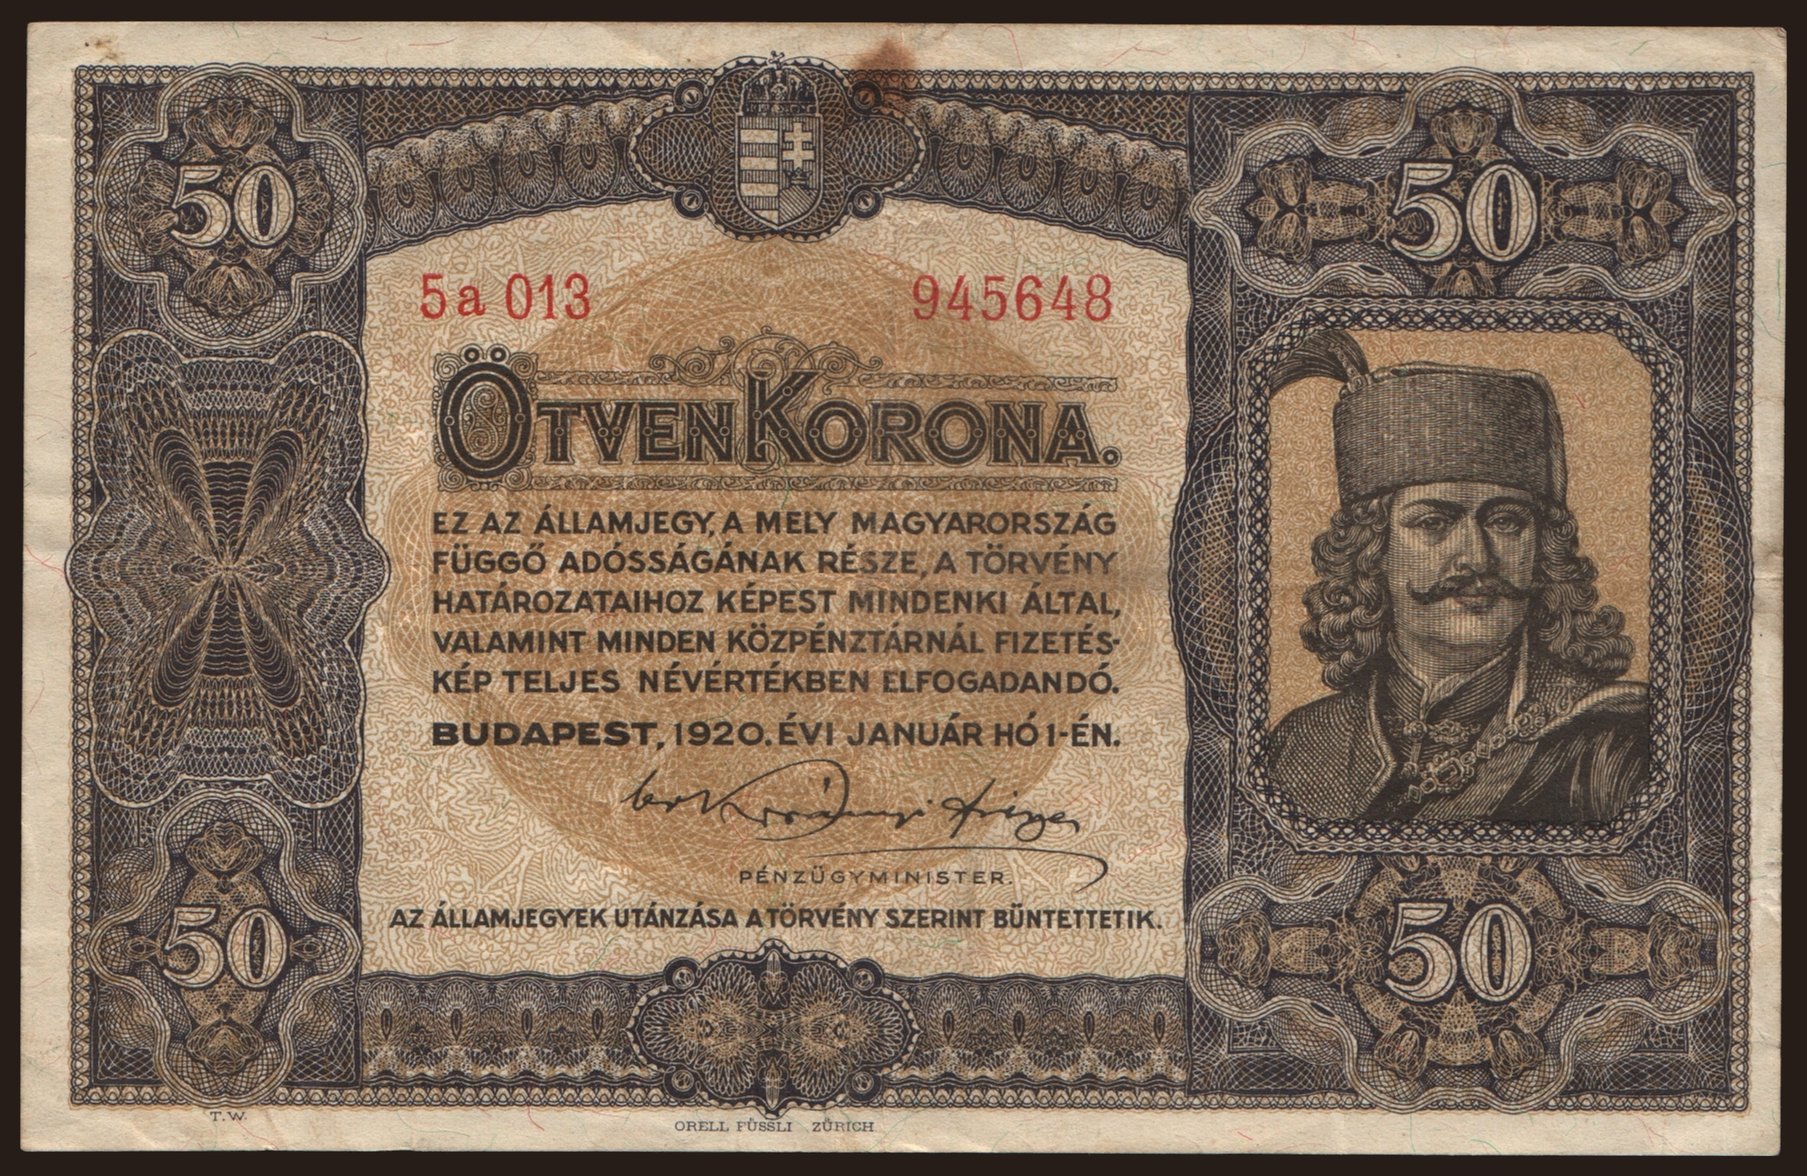 50
50
5a 013 945648
ÖTVEN KORONA.
EZ AZ ÁLLAMJEGY, A MELY MAGYARORSZÁG
FÜGGŐ ADÓSSÁGÁNAK RÉSZE, A TÖRVÉNY
HATÁROZATAIHOZ KÉPEST MINDENKI ÁLTAL,
VALAMINT MINDEN KÖZPÉNZTÁRNÁL FIZETÉS-
KÉP TELJES NÉVÉRTÉKBEN ELFOGADANDÓ.
BUDAPEST, 1920. ÉVI JANUÁR HÓ 1-ÉN.
PÉNZÜGYMINISTER.
AZ ÁLLAMJEGYEK UTÁNZÁSA A TÖRVÉNY SZERINT BÜNTETTETIK.
50
50
T. W.
ORELL FÜSSLI ZÜRICH